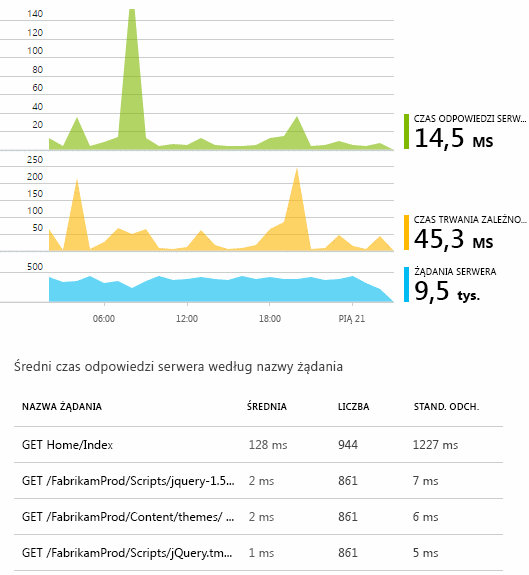 140
120
100
80
60
40
20
CZAS ODPOWIEDZI SERW...
14,5 MS
250
200
150
100
50
CZAS TRWANIA ZALEŻNO...
45,3 MS
500
ŻĄDANIA SERWERA
9,5 tys.
06:00 12:00 18:00 PIĄ 21
Średni czas odpowiedzi serwera według nazwy żądania
NAZWA ŻĄDANIA ŚREDNIA LICZBA STAND. ODCH.
GET Home/Index 128 ms 944 1227 ms
GET /FabrikamProd/Scripts/jquery-1.5... 2 ms 861 7 ms
GET /FabrikamProd/Content/themes/ ... 2 ms 861 6 ms
GET /FabrikamProd/Scripts/jQuery.tm... 1 ms 861 5 ms